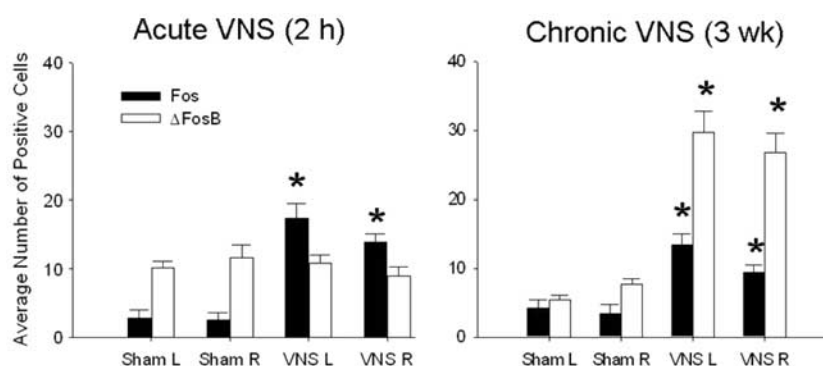 Acute VNS (2 h)
Chronic VNS (3 wk)
Average Number of Positive Cells
50
40
30
20
10
0
Fos
ΔFosB
*
*
Sham L
Sham R
VNS L
VNS R
40
30
20
10
0
*
*
*
*
Sham L
Sham R
VNS L
VNS R